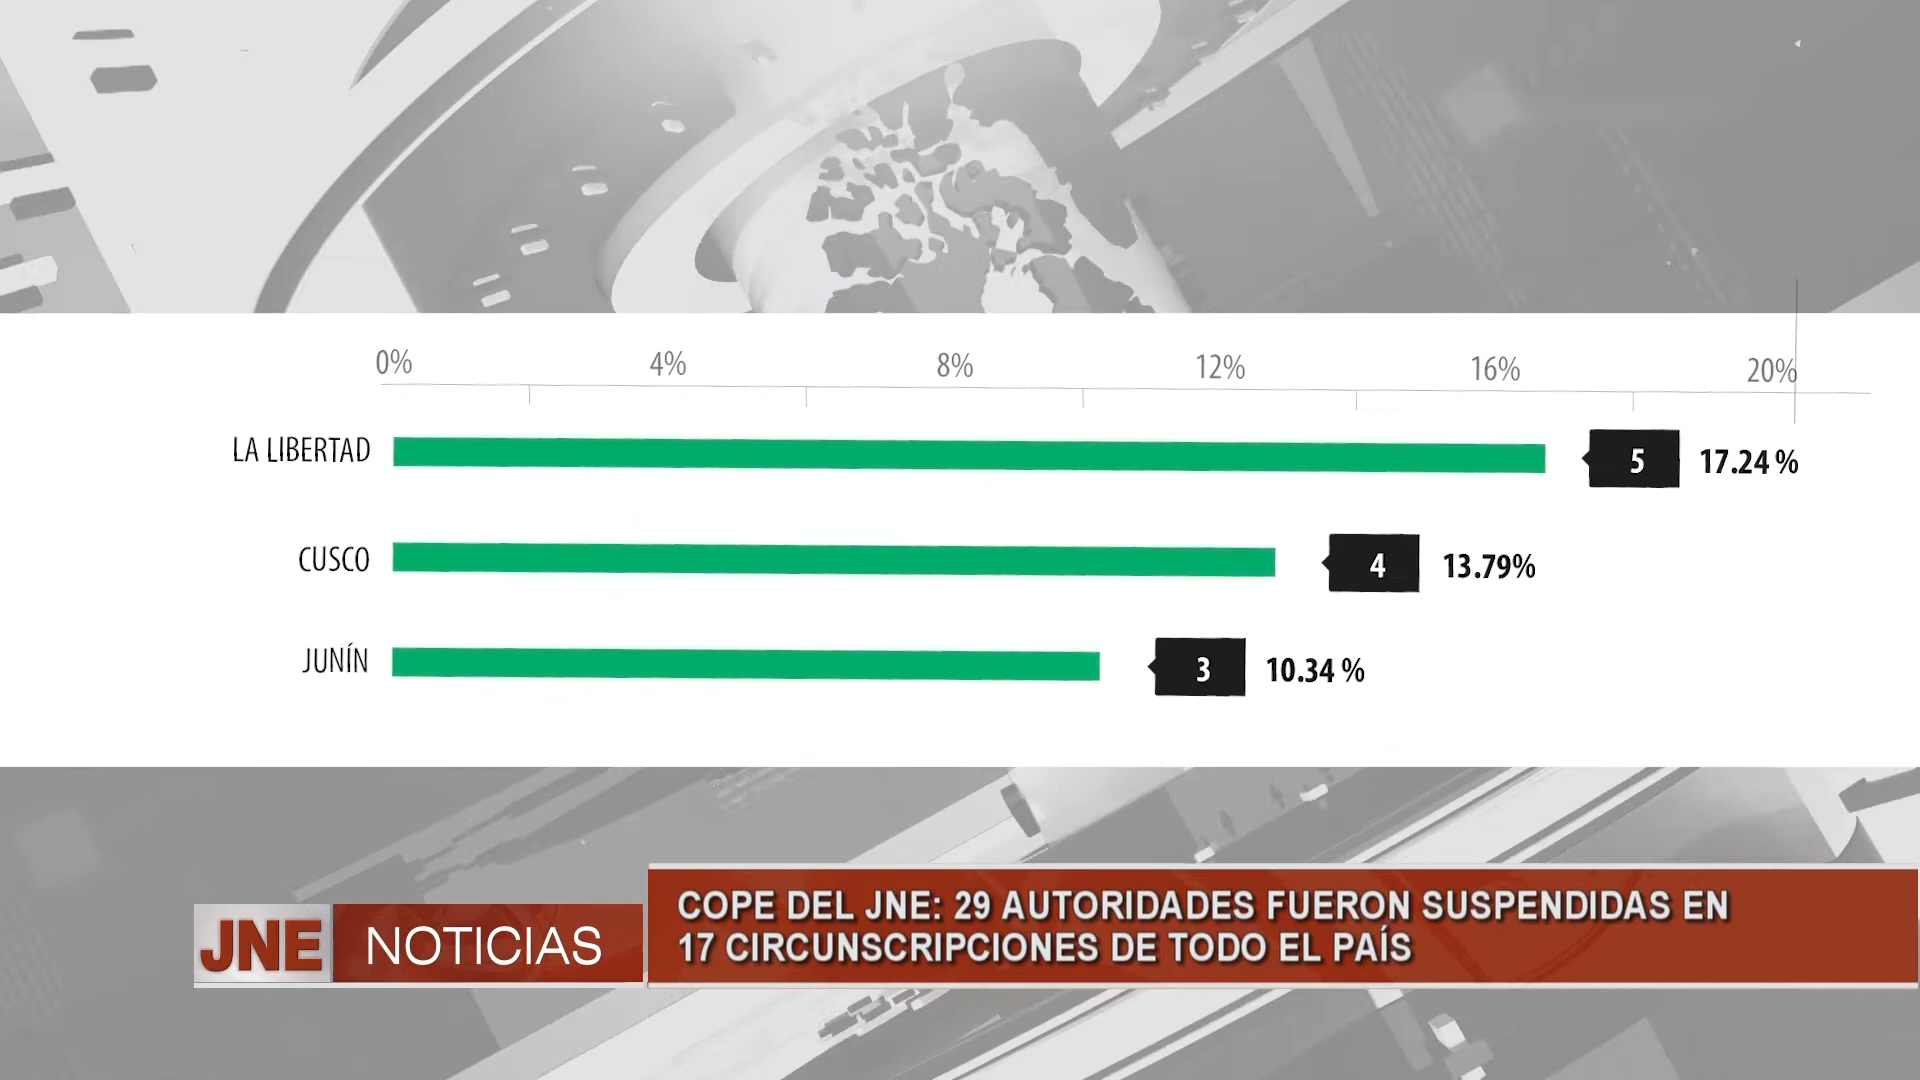 0% 4% 8% 12% 16% 20%
LA LIBERTAD 5 17.24 %
CUSCO 4 13.79%
JUNÍN 3 10.34 %
COPE DEL JNE: 29 AUTORIDADES FUERON SUSPENDIDAS EN
17 CIRCUNSCRIPCIONES DE TODO EL PAÍS
JNE NOTICIAS